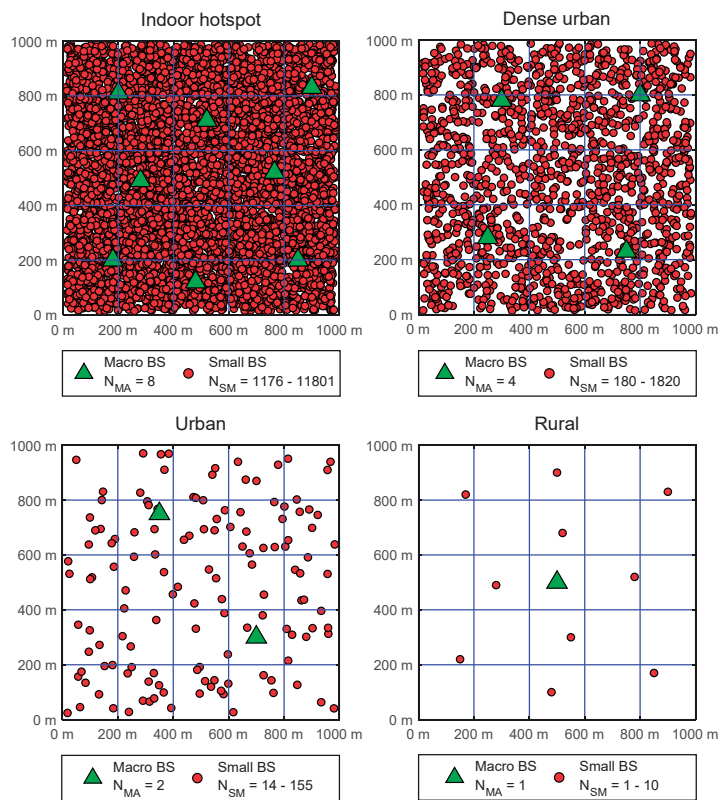 Indoor hotspot
1000 m
800 m
600 m
400 m
200 m
0 m
0 m 200 m 400 m 600 m 800 m 1000 m
Macro BS Small BS
N_MA = 8 N_SM = 1176 - 11801
Dense urban
1000 m
800 m
600 m
400 m
200 m
0 m
0 m 200 m 400 m 600 m 800 m 1000 m
Macro BS Small BS
N_MA = 4 N_SM = 180 - 1820
Urban
1000 m
800 m
600 m
400 m
200 m
0 m
0 m 200 m 400 m 600 m 800 m 1000 m
Macro BS Small BS
N_MA = 2 N_SM = 14 - 155
Rural
1000 m
800 m
600 m
400 m
200 m
0 m
0 m 200 m 400 m 600 m 800 m 1000 m
Macro BS Small BS
N_MA = 1 N_SM = 1 - 10